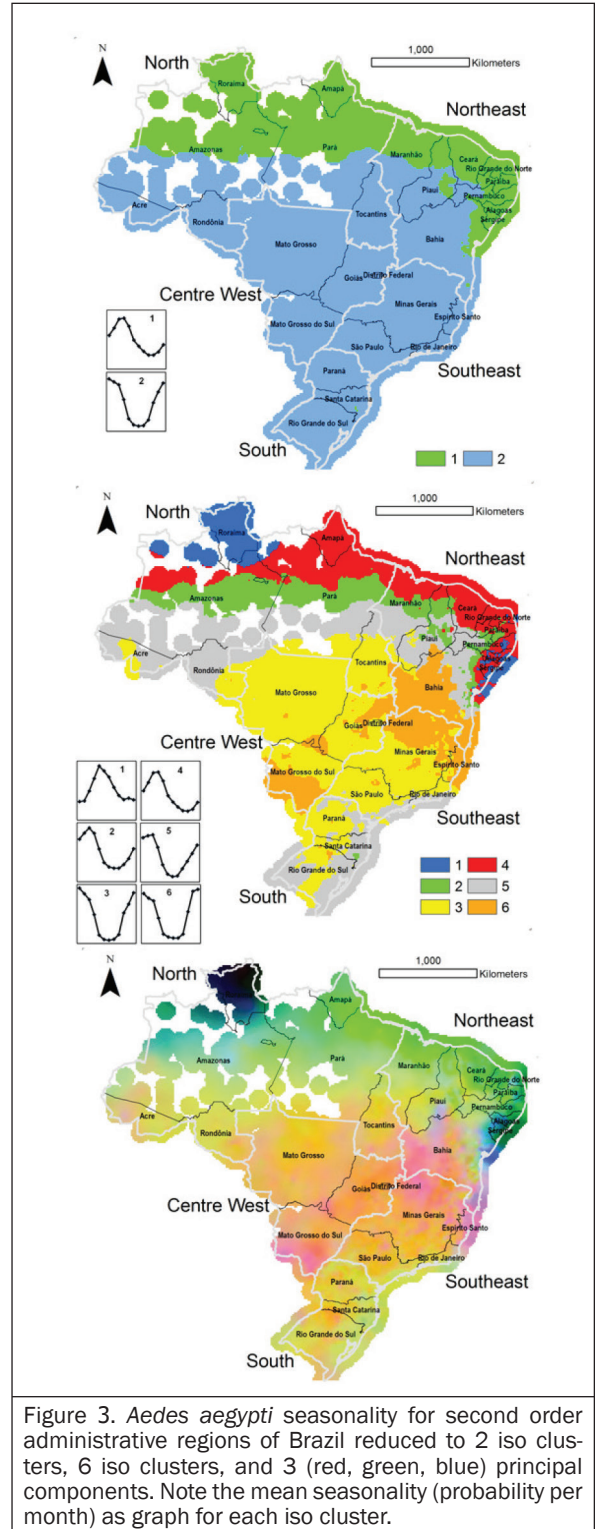 N
North
1,000
Kilometers
Northeast
Roraima
Amapá
Amazonas
Pará
Maranhão
Ceará
Rio Grande do Norte
Paraíba
Piauí
Pernambuco
Alagoas
Sergipe
Acre
Tocantins
Rondônia
Bahia
Mato Grosso
Goiás
Distrito Federal
Centre West
Minas Gerais
Espírito Santo
Mato Grosso do Sul
São Paulo
Rio de Janeiro
Southeast
Paraná
Santa Catarina
Rio Grande do Sul
South
1
2
1 2
N
North
1,000
Kilometers
Northeast
Roraima
Amapá
Amazonas
Pará
Maranhão
Ceará
Rio Grande do Norte
Paraíba
Piauí
Pernambuco
Alagoas
Sergipe
Acre
Tocantins
Rondônia
Bahia
Mato Grosso
Goiás
Distrito Federal
Centre West
Minas Gerais
Espírito Santo
Mato Grosso do Sul
São Paulo
Rio de Janeiro
Southeast
Paraná
Santa Catarina
Rio Grande do Sul
South
1 4
2 5
3 6
1 4
2 5
3 6
N
North
1,000
Kilometers
Northeast
Amapá
Amazonas
Pará
Maranhão
Ceará
Rio Grande do Norte
Paraíba
Piauí
Pernambuco
Alagoas
Sergipe
Acre
Tocantins
Rondônia
Bahia
Mato Grosso
Goiás
Distrito Federal
Centre West
Minas Gerais
Espírito Santo
Mato Grosso do Sul
São Paulo
Rio de Janeiro
Southeast
Paraná
Santa Catarina
Rio Grande do Sul
South
Figure 3. Aedes aegypti seasonality for second order
administrative regions of Brazil reduced to 2 iso clus-
ters, 6 iso clusters, and 3 (red, green, blue) principal
components. Note the mean seasonality (probability per
month) as graph for each iso cluster.